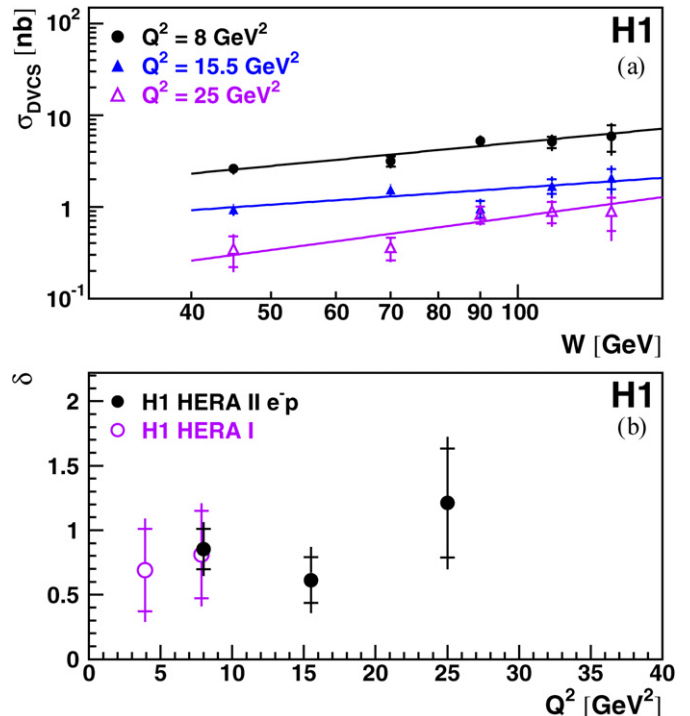 σDVCS [nb]
10²
10
1
10⁻¹
Q² = 8 GeV²
Q² = 15.5 GeV²
Q² = 25 GeV²
H1
(a)
40 50 60 70 80 90 100
W [GeV]
δ
2
1.5
1
0.5
0
H1 HERA II e⁻p
H1 HERA I
H1
(b)
0 5 10 15 20 25 30 35 40
Q² [GeV²]